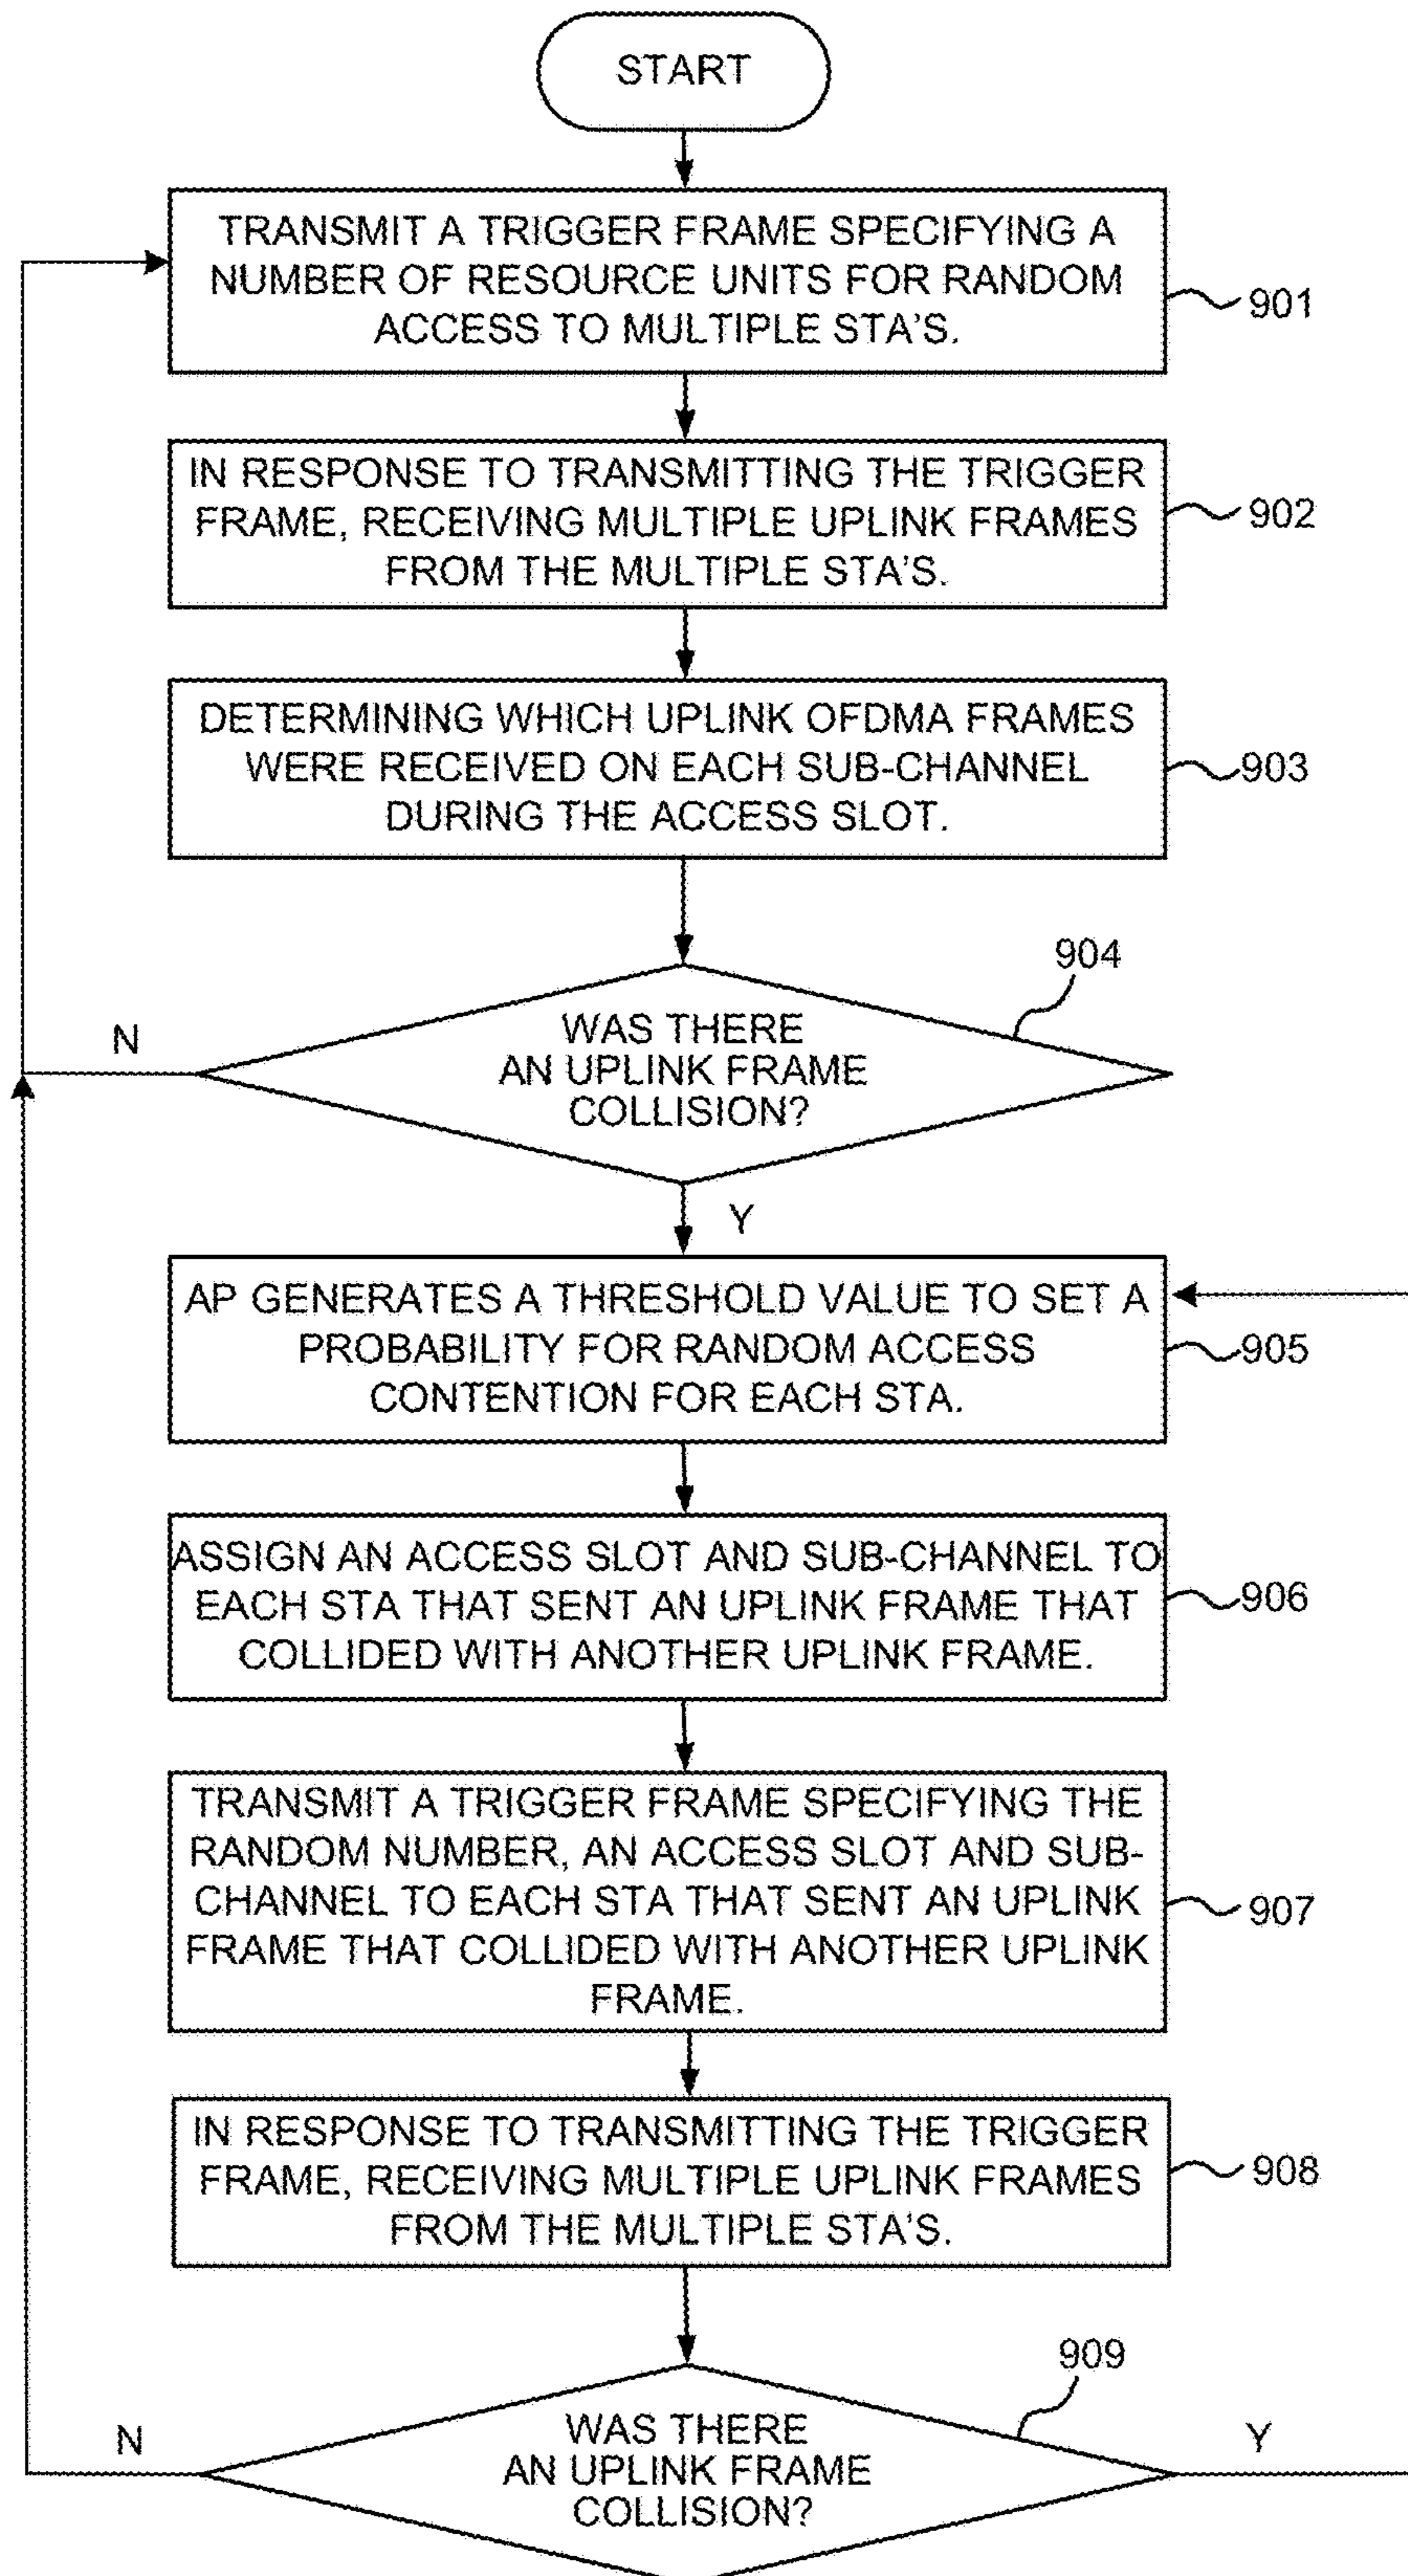 START
TRANSMIT A TRIGGER FRAME SPECIFYING A
NUMBER OF RESOURCE UNITS FOR RANDOM
ACCESS TO MULTIPLE STA'S.
901
IN RESPONSE TO TRANSMITTING THE TRIGGER
FRAME, RECEIVING MULTIPLE UPLINK FRAMES
FROM THE MULTIPLE STA'S.
902
DETERMINING WHICH UPLINK OFDMA FRAMES
WERE RECEIVED ON EACH SUB-CHANNEL
DURING THE ACCESS SLOT.
903
904
N
WAS THERE
AN UPLINK FRAME
COLLISION?
Y
AP GENERATES A THRESHOLD VALUE TO SET A
PROBABILITY FOR RANDOM ACCESS
CONTENTION FOR EACH STA.
905
ASSIGN AN ACCESS SLOT AND SUB-CHANNEL TO
EACH STA THAT SENT AN UPLINK FRAME THAT
COLLIDED WITH ANOTHER UPLINK FRAME.
906
TRANSMIT A TRIGGER FRAME SPECIFYING THE
RANDOM NUMBER, AN ACCESS SLOT AND SUB-
CHANNEL TO EACH STA THAT SENT AN UPLINK
FRAME THAT COLLIDED WITH ANOTHER UPLINK
FRAME.
907
IN RESPONSE TO TRANSMITTING THE TRIGGER
FRAME, RECEIVING MULTIPLE UPLINK FRAMES
FROM THE MULTIPLE STA'S.
908
909
N
WAS THERE
AN UPLINK FRAME
COLLISION?
Y